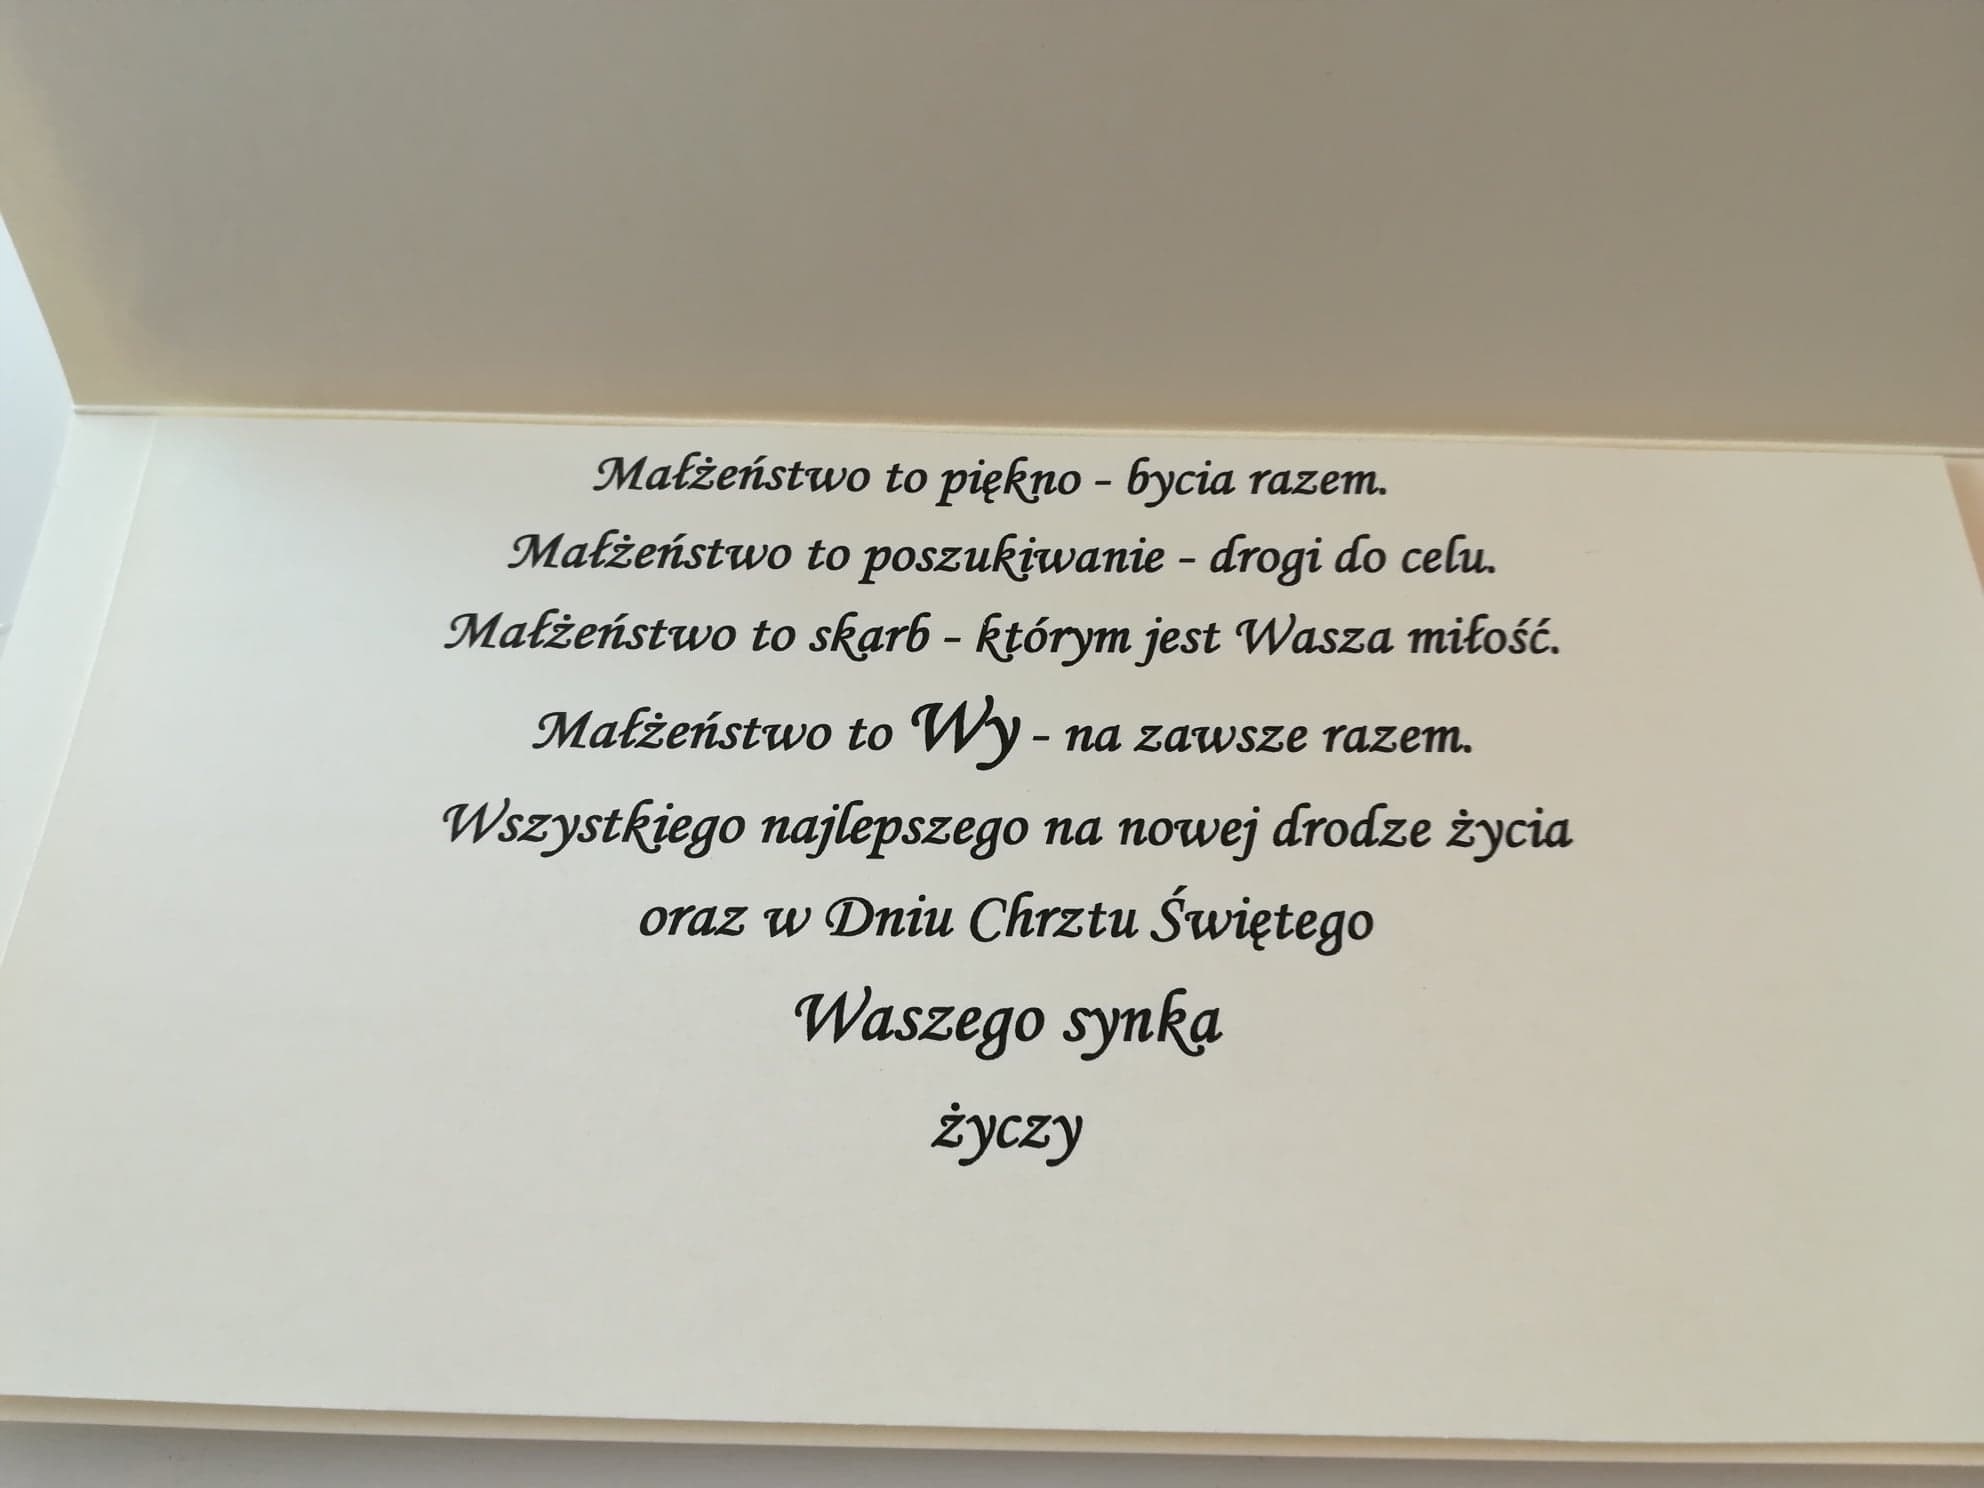 Małżeństwo to piękno - bycia razem.
Małżeństwo to poszukiwanie - drogi do celu.
Małżeństwo to skarb - którym jest Wasza miłość.
Małżeństwo to Wy - na zawsze razem.
Wszystkiego najlepszego na nowej drodze życia
oraz w Dniu Chrztu Świętego
Waszego synka
życzy